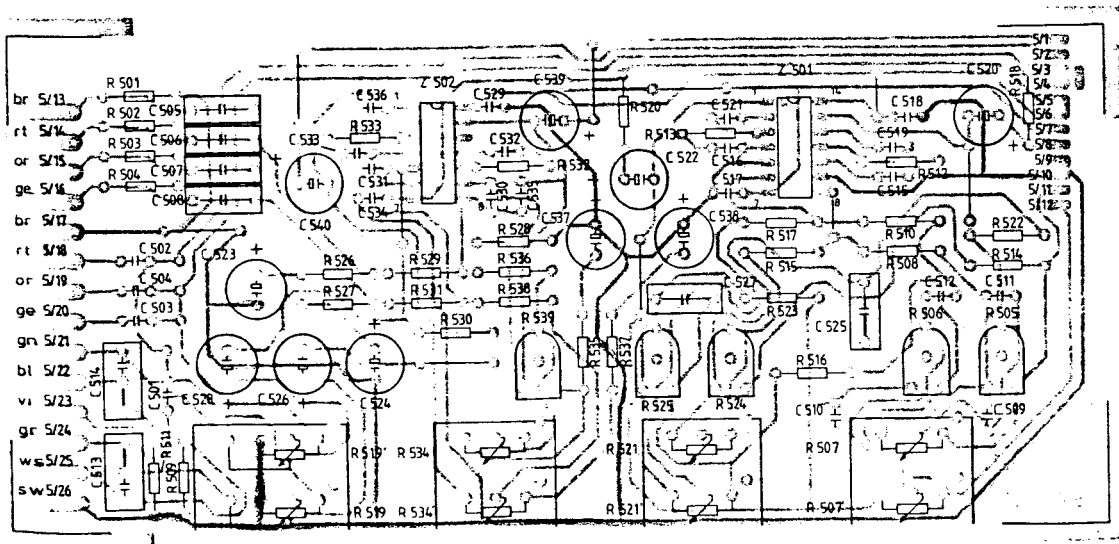 5/1
5/2
5/3
5/4
5/5
5/6
5/7
5/8
5/9
5/10
5/11
5/12
br 5/13
rt 5/14
or 5/15
ge 5/16
br 5/17
rt 5/18
or 5/19
ge 5/20
gn 5/21
bl 5/22
vi 5/23
gr 5/24
ws 5/25
sw 5/26
R 501
R 502
R 503
R 504
C 505
C 506
C 507
C 508
C 502
C 504
C 503
C 523
C 533
C 540
C 536
R 533
C 531
C 534
Z 502
C 529
C 539
C 532
R 532
C 530
C 535
C 537
R 520
R 513
C 521
C 516
C 522
C 517
C 538
Z 501
C 518
C 519
R 512
C 515
C 520
R 518
R 526
R 527
R 529
R 531
R 528
R 536
R 538
R 530
R 539
R 535
R 537
R 517
R 515
C 527
R 523
R 510
R 508
R 522
R 514
C 512
C 511
C 525
R 506
R 505
R 516
C 510
C 509
C 514
C 501
C 528
C 526
C 524
R 525
R 524
C 513
R 509
R 511
R 519'
R 534
R 521
R 507
R 519
R 534'
R 521'
R 507'